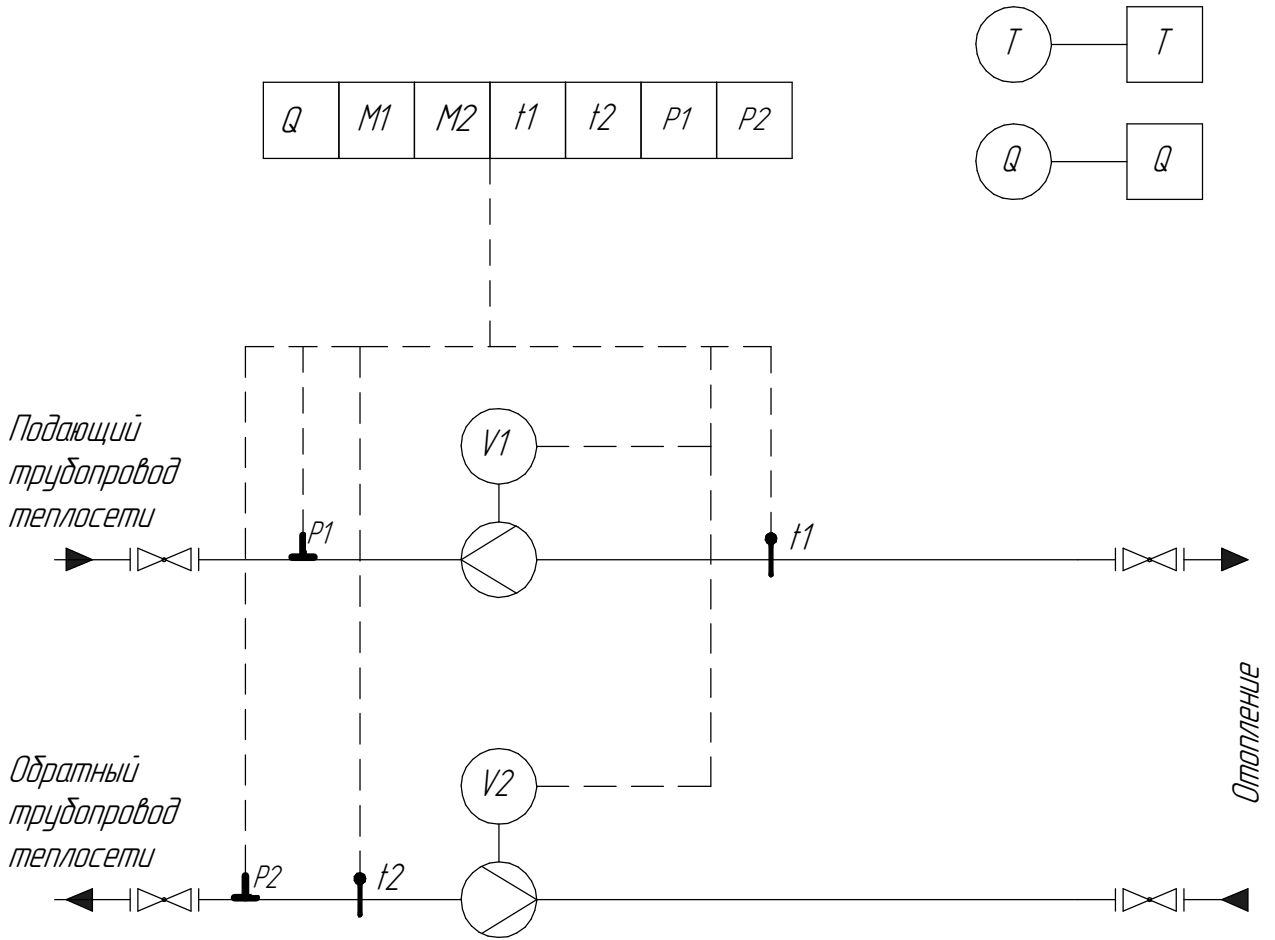 T T
Q M1 M2 t1 t2 P1 P2
Q Q
Подающий
трубопровод
теплосети
V1
P1
t1
Отопление
Обратный
трубопровод
теплосети
V2
P2
t2